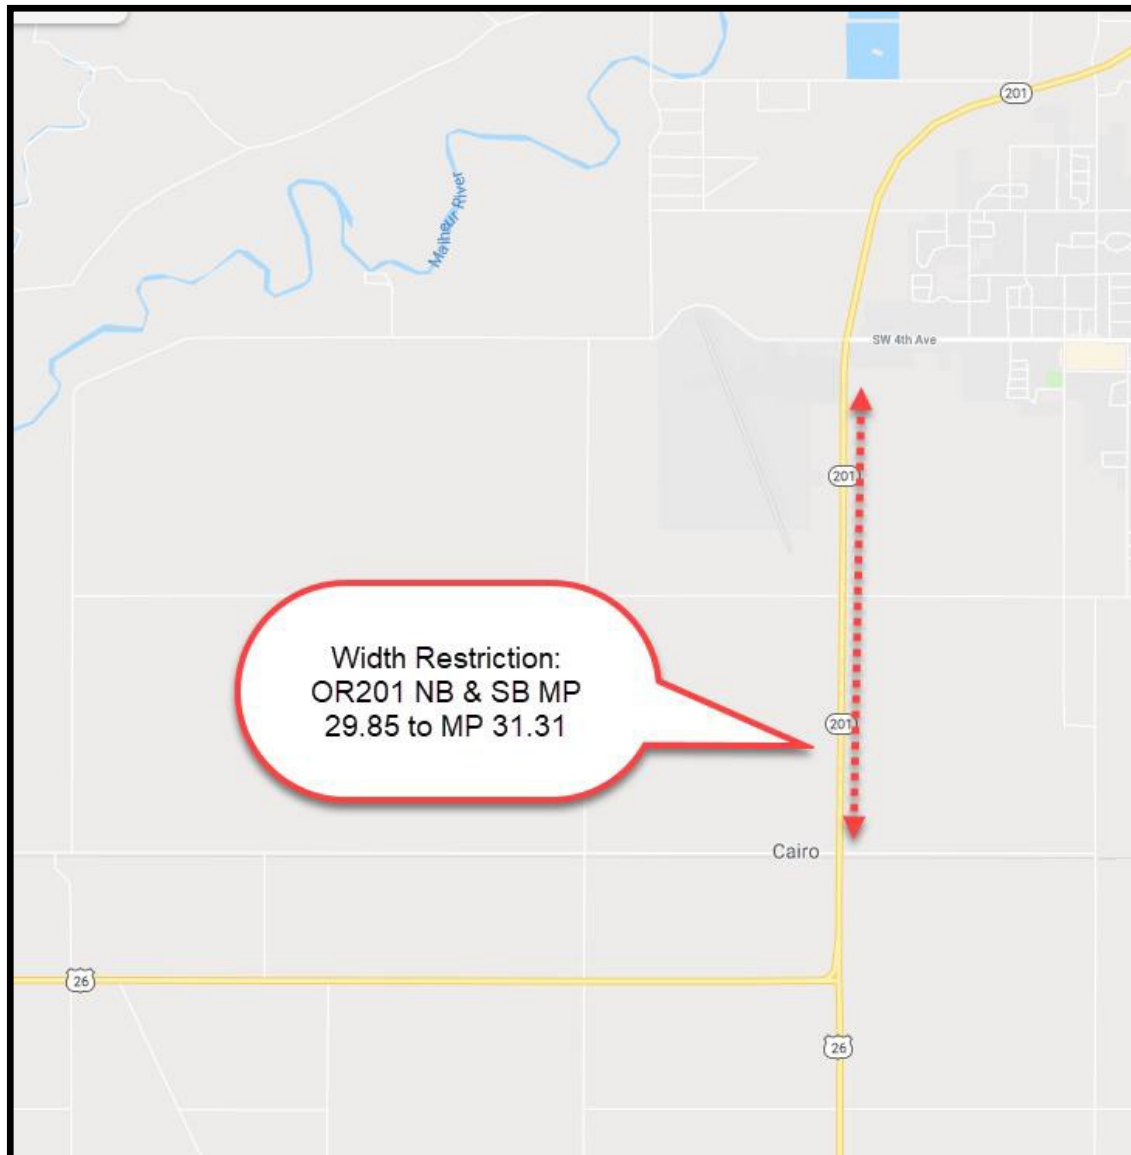 201
Malheur River
SW 4th Ave
201
Width Restriction:
OR201 NB & SB MP
29.85 to MP 31.31
201
Cairo
26
26